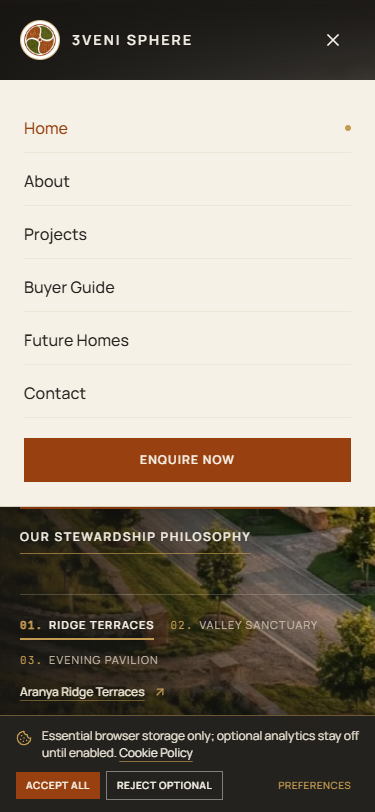 3VENI SPHERE
Home
About
Projects
Buyer Guide
Future Homes
Contact
ENQUIRE NOW
OUR STEWARDSHIP PHILOSOPHY
01. RIDGE TERRACES 02. VALLEY SANCTUARY
03. EVENING PAVILION
Aranya Ridge Terraces
Essential browser storage only; optional analytics stay off
until enabled. Cookie Policy
ACCEPT ALL REJECT OPTIONAL PREFERENCES